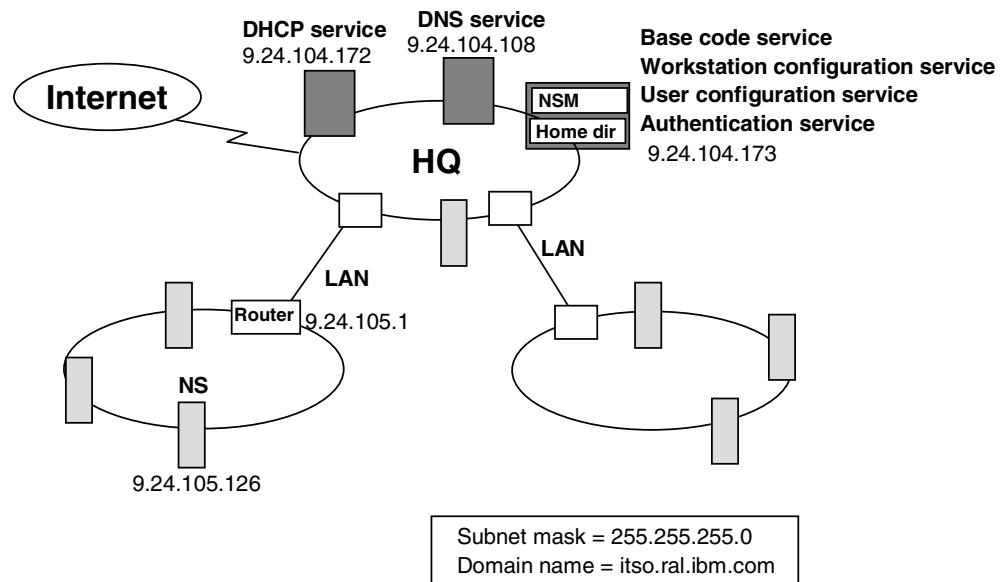 DHCP service
9.24.104.172
DNS service
9.24.104.108
Base code service
Workstation configuration service
User configuration service
Authentication service
9.24.104.173
NSM
Home dir
Internet
HQ
LAN
LAN
Router
9.24.105.1
NS
9.24.105.126
Subnet mask = 255.255.255.0
Domain name = itso.ral.ibm.com